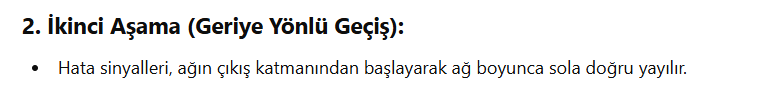 2. İkinci Aşama (Geriye Yönlü Geçiş):
• Hata sinyalleri, ağın çıkış katmanından başlayarak ağ boyunca sola doğru yayılır.